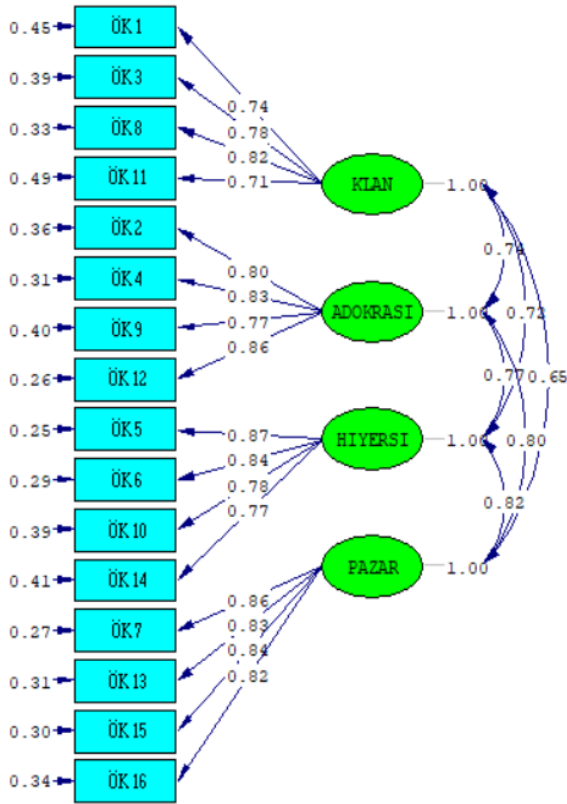 0.45 ÖK1
0.39 ÖK3
0.33 ÖK8
0.49 ÖK11
0.36 ÖK2
0.31 ÖK4
0.40 ÖK9
0.26 ÖK12
0.25 ÖK5
0.29 ÖK6
0.39 ÖK10
0.41 ÖK14
0.27 ÖK7
0.31 ÖK13
0.30 ÖK15
0.34 ÖK16
0.74
0.78
0.82
0.71
0.80
0.83
0.77
0.86
0.87
0.84
0.78
0.77
0.86
0.83
0.84
0.82
KLAN 1.00
ADOKRASI 1.00
HIYERSI 1.00
PAZAR 1.00
0.74
0.73
0.77
0.65
0.80
0.82